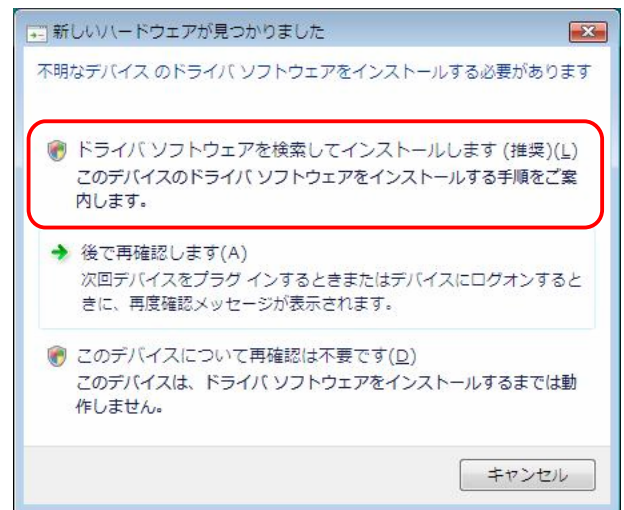 新しいハードウェアが見つかりました
不明なデバイス のドライバ ソフトウェアをインストールする必要があります
ドライバ ソフトウェアを検索してインストールします (推奨)(L)
このデバイスのドライバ ソフトウェアをインストールする手順をご案
内します。
後で再確認します(A)
次回デバイスをプラグ インするときまたはデバイスにログオンすると
きに、再度確認メッセージが表示されます。
このデバイスについて再確認は不要です(D)
このデバイスは、ドライバ ソフトウェアをインストールするまでは動
作しません。
キャンセル